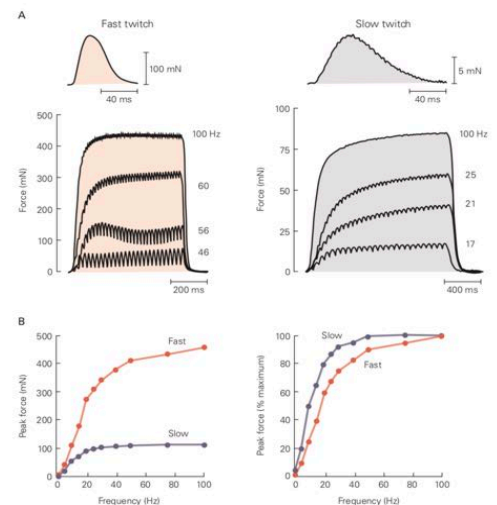 A
Fast twitch
Slow twitch
100 mN
40 ms
5 mN
40 ms
500
400
300
200
100
0
Force (mN)
100 Hz
60
56
46
200 ms
100
75
50
25
0
Force (mN)
100 Hz
25
21
17
400 ms
B
500
400
300
200
100
0
Peak force (mN)
Fast
Slow
0 20 40 60 80 100
Frequency (Hz)
100
80
60
40
20
0
Peak force (% maximum)
Slow
Fast
0 20 40 60 80 100
Frequency (Hz)